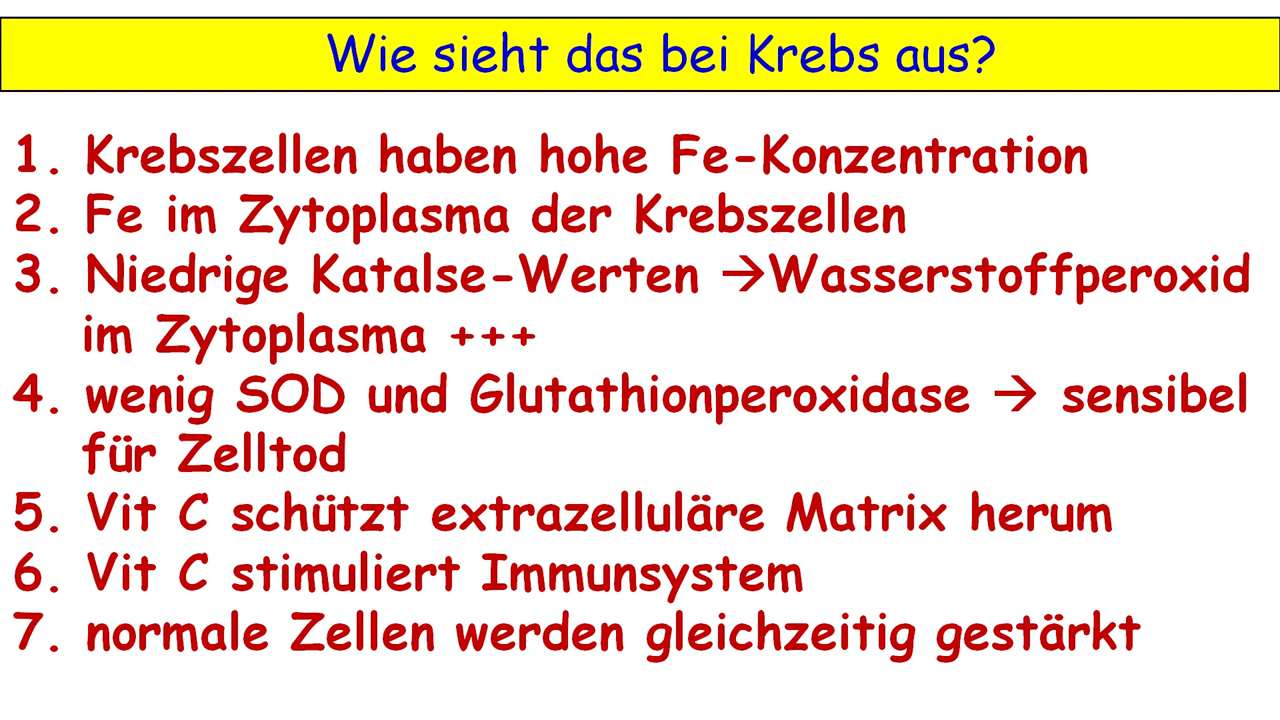 Wie sieht das bei Krebs aus?
1. Krebszellen haben hohe Fe-Konzentration
2. Fe im Zytoplasma der Krebszellen
3. Niedrige Katalse-Werten →Wasserstoffperoxid
im Zytoplasma +++
4. wenig SOD und Glutathionperoxidase → sensibel
für Zelltod
5. Vit C schützt extrazelluläre Matrix herum
6. Vit C stimuliert Immunsystem
7. normale Zellen werden gleichzeitig gestärkt